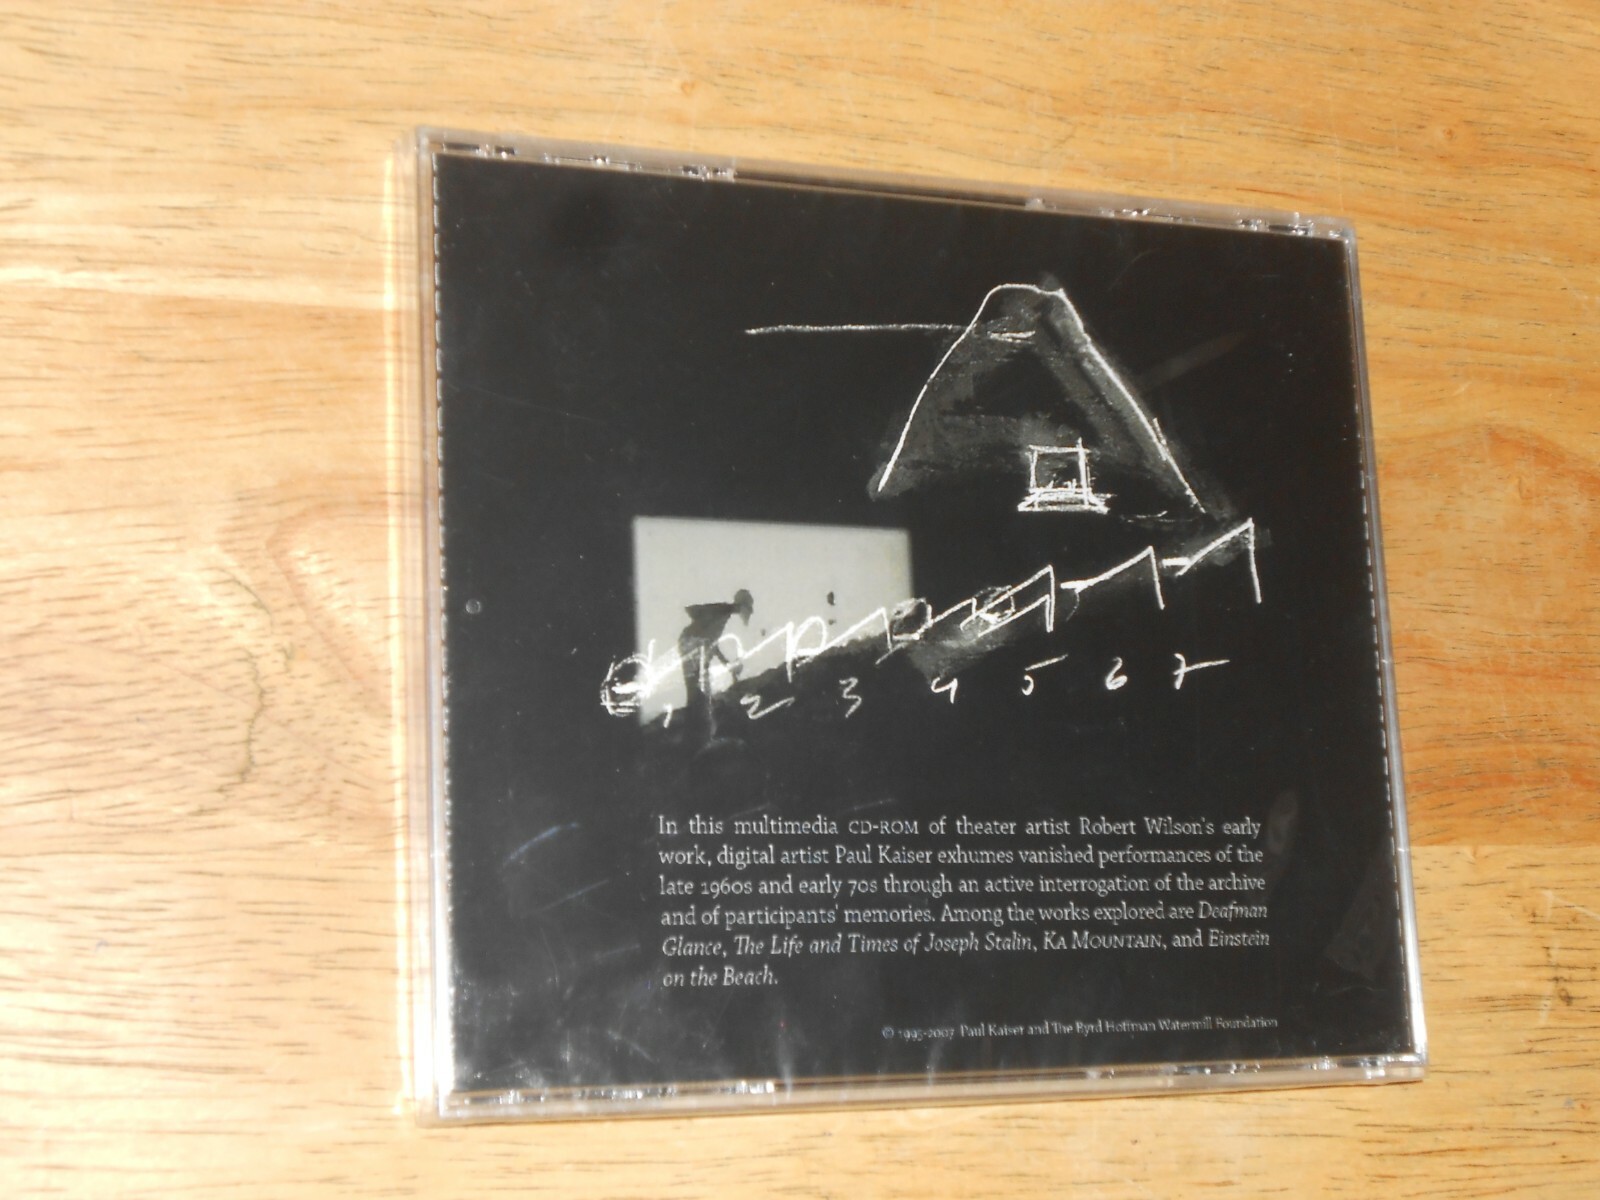 1 2 3 4 5 6 7
In this multimedia CD-ROM of theater artist Robert Wilson's early
work, digital artist Paul Kaiser exhumes vanished performances of the
late 1960s and early 70s through an active interrogation of the archive
and of participants' memories. Among the works explored are Deafman
Glance, The Life and Times of Joseph Stalin, KA MOUNTAIN, and Einstein
on the Beach.
© 1995-2007 Paul Kaiser and The Byrd Hoffman Watermill Foundation